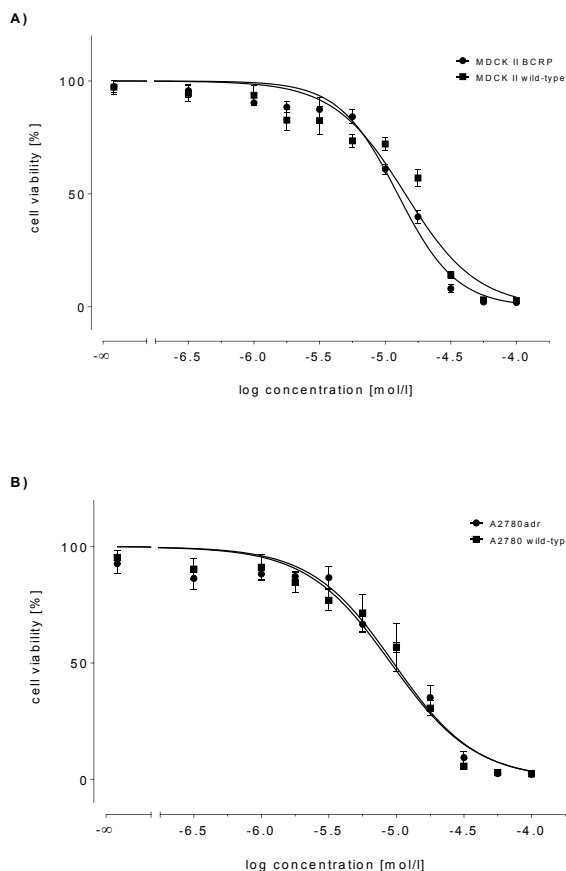 A)
MDCK II BCRP
MDCK II wild-type
100
50
0
cell viability [%]
-∞ -6.5 -6.0 -5.5 -5.0 -4.5 -4.0
log concentration [mol/l]
B)
A2780adr
A2780 wild-typ
100
50
0
cell viability [%]
-∞ -6.5 -6.0 -5.5 -5.0 -4.5 -4.0
log concentration [mol/l]